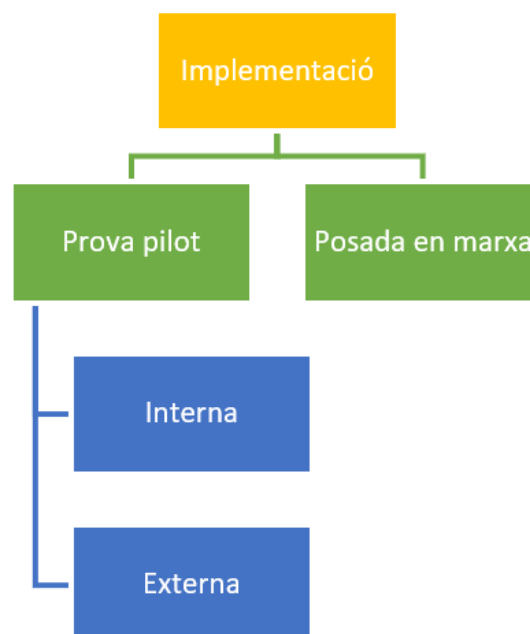 Implementació
Prova pilot
Posada en marxa
Interna
Externa